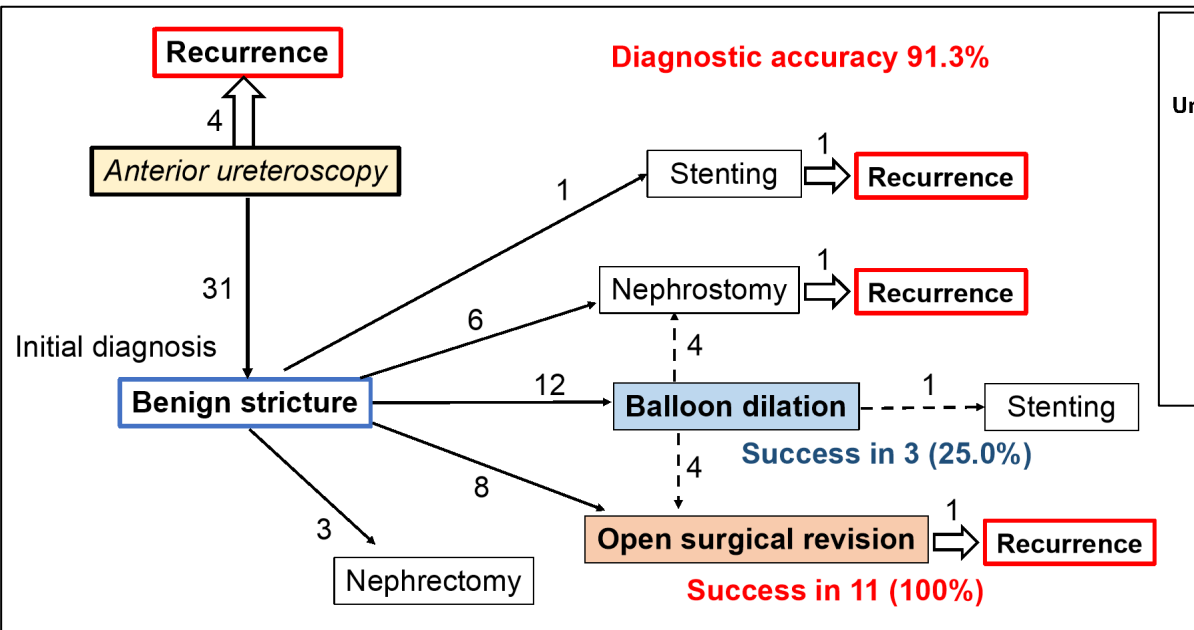 Recurrence
Diagnostic accuracy 91.3%
4
Anterior ureteroscopy
1
Stenting
1
Recurrence
31
6
Nephrostomy
1
Recurrence
Initial diagnosis
4
Benign stricture
12
Balloon dilation
1
Stenting
Success in 3 (25.0%)
4
8
3
Open surgical revision
1
Recurrence
Nephrectomy
Success in 11 (100%)